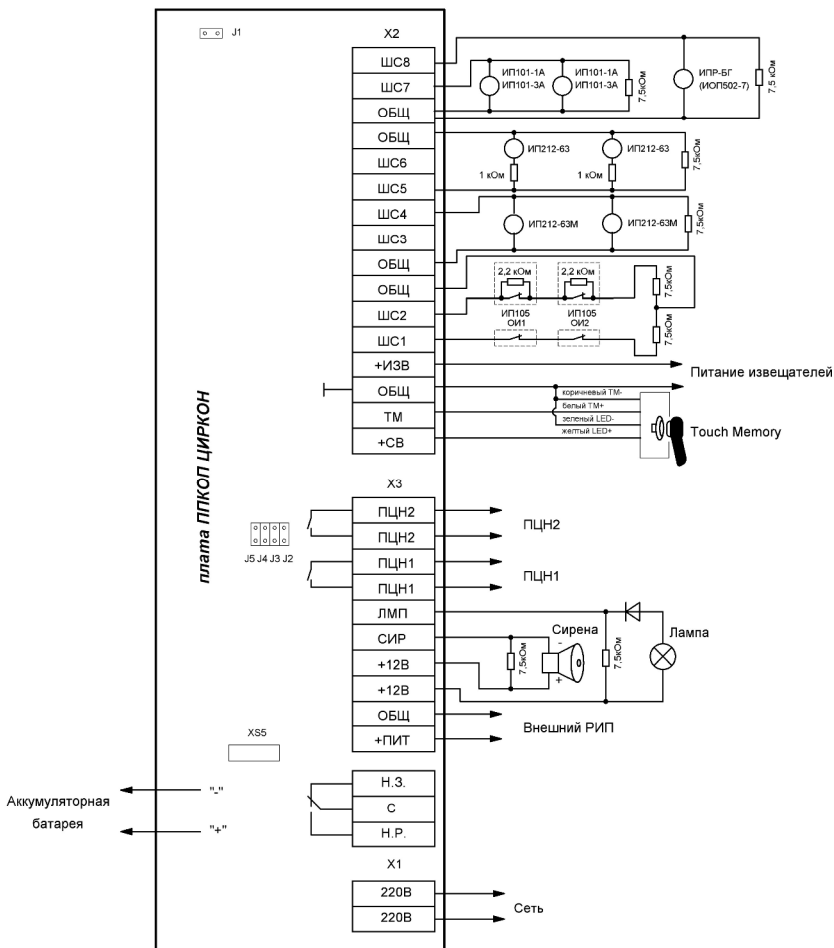 J1
X2
ШС8
ШС7
ОБЩ
ОБЩ
ШС6
ШС5
ШС4
ШС3
ОБЩ
ОБЩ
ШС2
ШС1
+ИЗВ
ОБЩ
ТМ
+СВ
ИП101-1А
ИП101-3А
ИП101-1А
ИП101-3А
7,5кОм
ИПР-БГ
(ИОП502-7)
7,5 кОм
ИП212-63
ИП212-63
1 кОм
1 кОм
7,5кОм
ИП212-63М
ИП212-63М
7,5кОм
2,2 кОм
2,2 кОм
7,5кОм
ИП105
ОИ1
ИП105
ОИ2
7,5кОм
Питание извещателей
коричневый ТМ-
белый ТМ+
зеленый LED-
желтый LED+
Touch Memory
плата ППКОП ЦИРКОН
X3
ПЦН2
ПЦН2
ПЦН1
ПЦН1
ЛМП
СИР
+12В
+12В
ОБЩ
+ПИТ
J5 J4 J3 J2
ПЦН2
ПЦН1
7,5кОм
Сирена
-
+
7,5кОм
Лампа
Внешний РИП
XS5
Аккумуляторная
батарея
"-"
"+"
Н.З.
С
Н.Р.
X1
220В
220В
Сеть